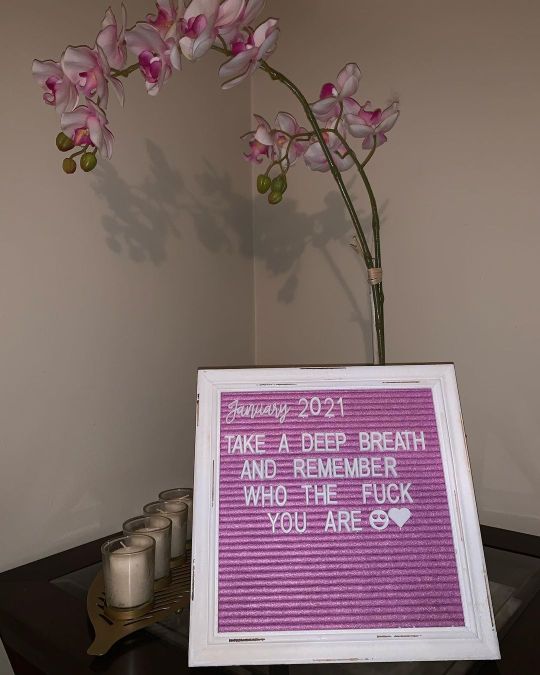 January 2021
TAKE A DEEP BREATH
AND REMEMBER
WHO THE FUCK
YOU ARE 😍🤍